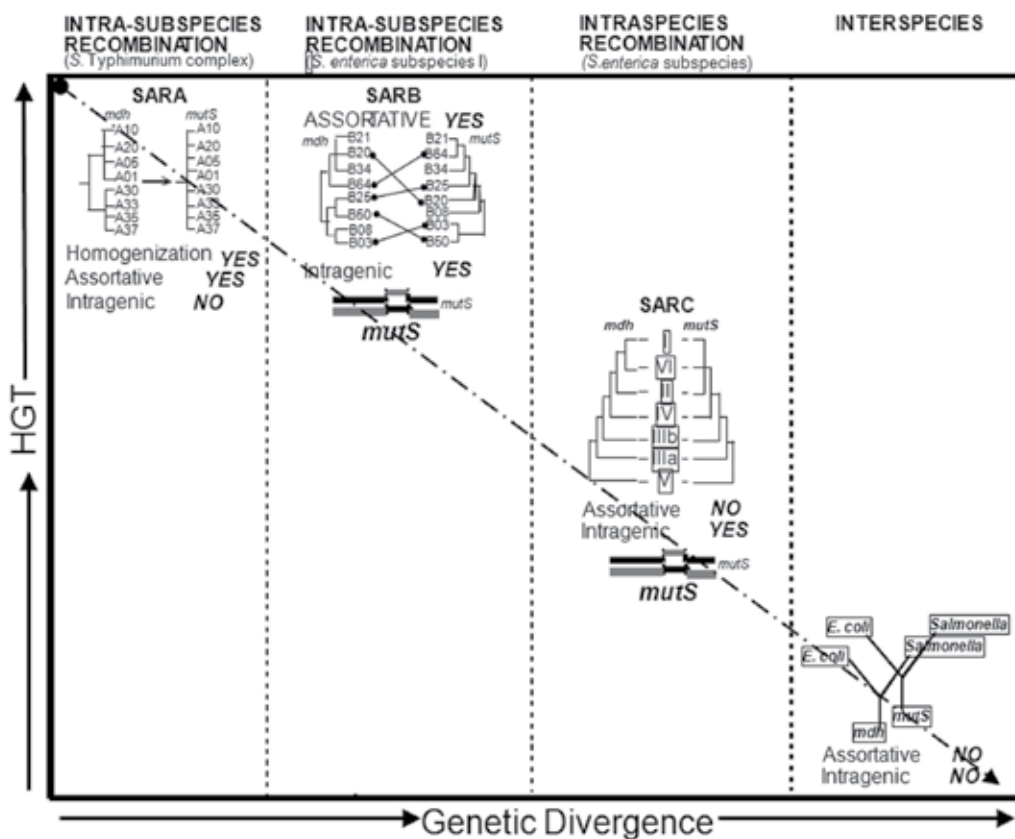 INTRA-SUBSPECIES
RECOMBINATION
(S. Typhimurium complex)
INTRA-SUBSPECIES
RECOMBINATION
(S. enterica subspecies I)
INTRASPECIES
RECOMBINATION
(S.enterica subspecies)
INTERSPECIES
HGT
SARA
mdh mutS
A10 A10
A20 A20
A05 A05
A01 A01
A30 A30
A33 A33
A35 A35
A37 A37
Homogenization YES
Assortative YES
Intragenic NO
SARB
ASSORTATIVE YES
mdh B21 B21 mutS
B20 B64
B34 B34
B64 B25
B25 B20
B60 B08
B08 B03
B03 B50
Intragenic YES
mutS
mutS
SARC
mdh mutS
I
VI
II
IV
IIIb
IIIa
V
Assortative NO
Intragenic YES
mutS
mutS
E. coli Salmonella
E. coli Salmonella
mdh mutS
Assortative NO
Intragenic NO
Genetic Divergence